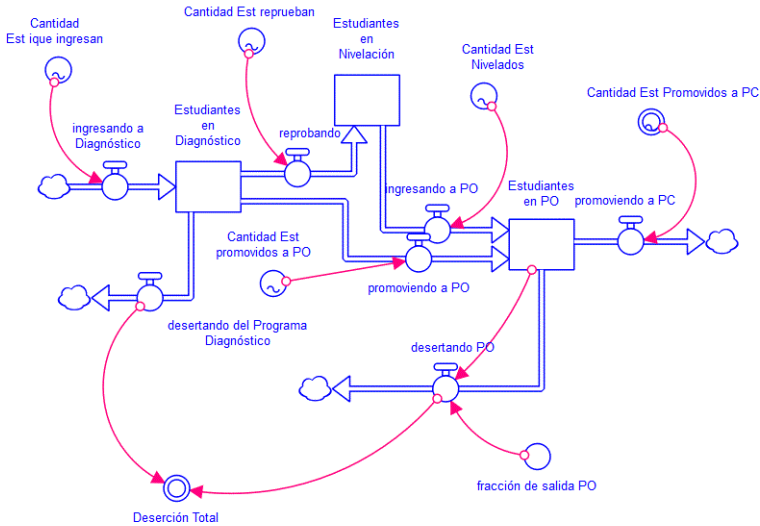 Cantidad
Est ique ingresan
Cantidad Est reprueban
Estudiantes
en
Nivelación
Cantidad Est
Nivelados
Cantidad Est Promovidos a PC
ingresando a
Diagnóstico
Estudiantes
en
Diagnóstico
reprobando
ingresando a PO
Estudiantes
en PO
promoviendo a PC
Cantidad Est
promovidos a PO
promoviendo a PO
desertando del Programa
Diagnóstico
desertando PO
fracción de salida PO
Deserción Total